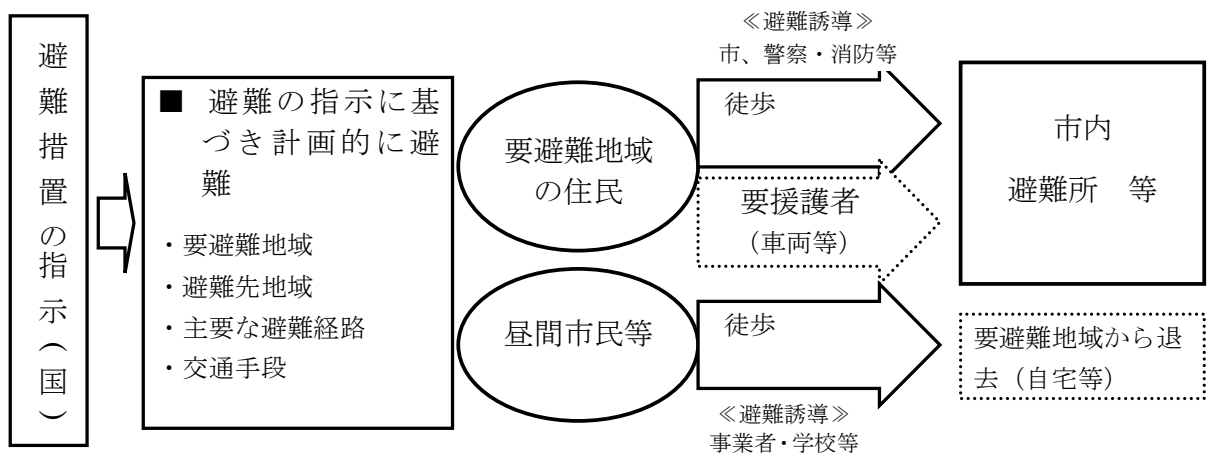 避難措置の指示（国）
■ 避難の指示に基
づき計画的に避
難
・要避難地域
・避難先地域
・主要な避難経路
・交通手段
要避難地域
の住民
昼間市民等
≪避難誘導≫
市、警察・消防等
徒歩
要援護者
（車両等）
徒歩
≪避難誘導≫
事業者・学校等
市内
避難所　等
要避難地域から退
去（自宅等）